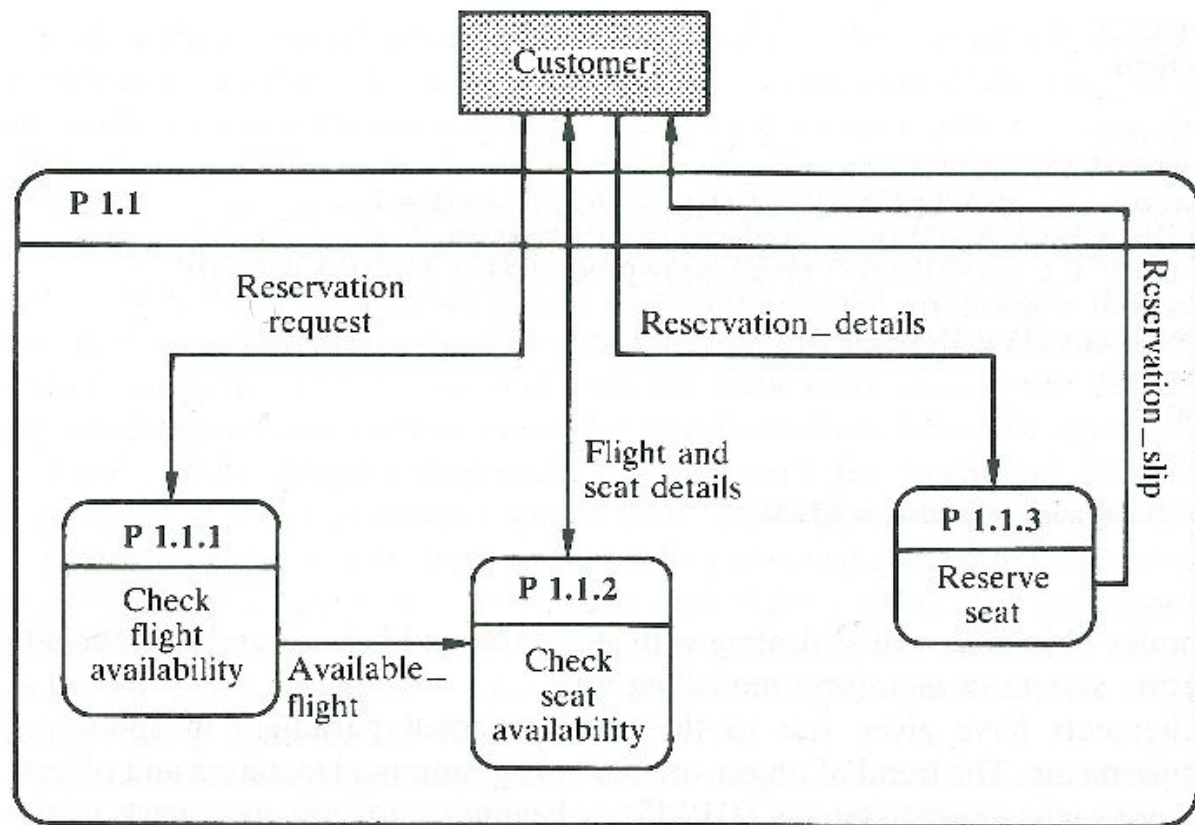 Customer
P 1.1
Reservation
request
Reservation_details
Reservation_slip
Flight and
seat details
P 1.1.1
Check
flight
availability
Available_
flight
P 1.1.2
Check
seat
availability
P 1.1.3
Reserve
seat